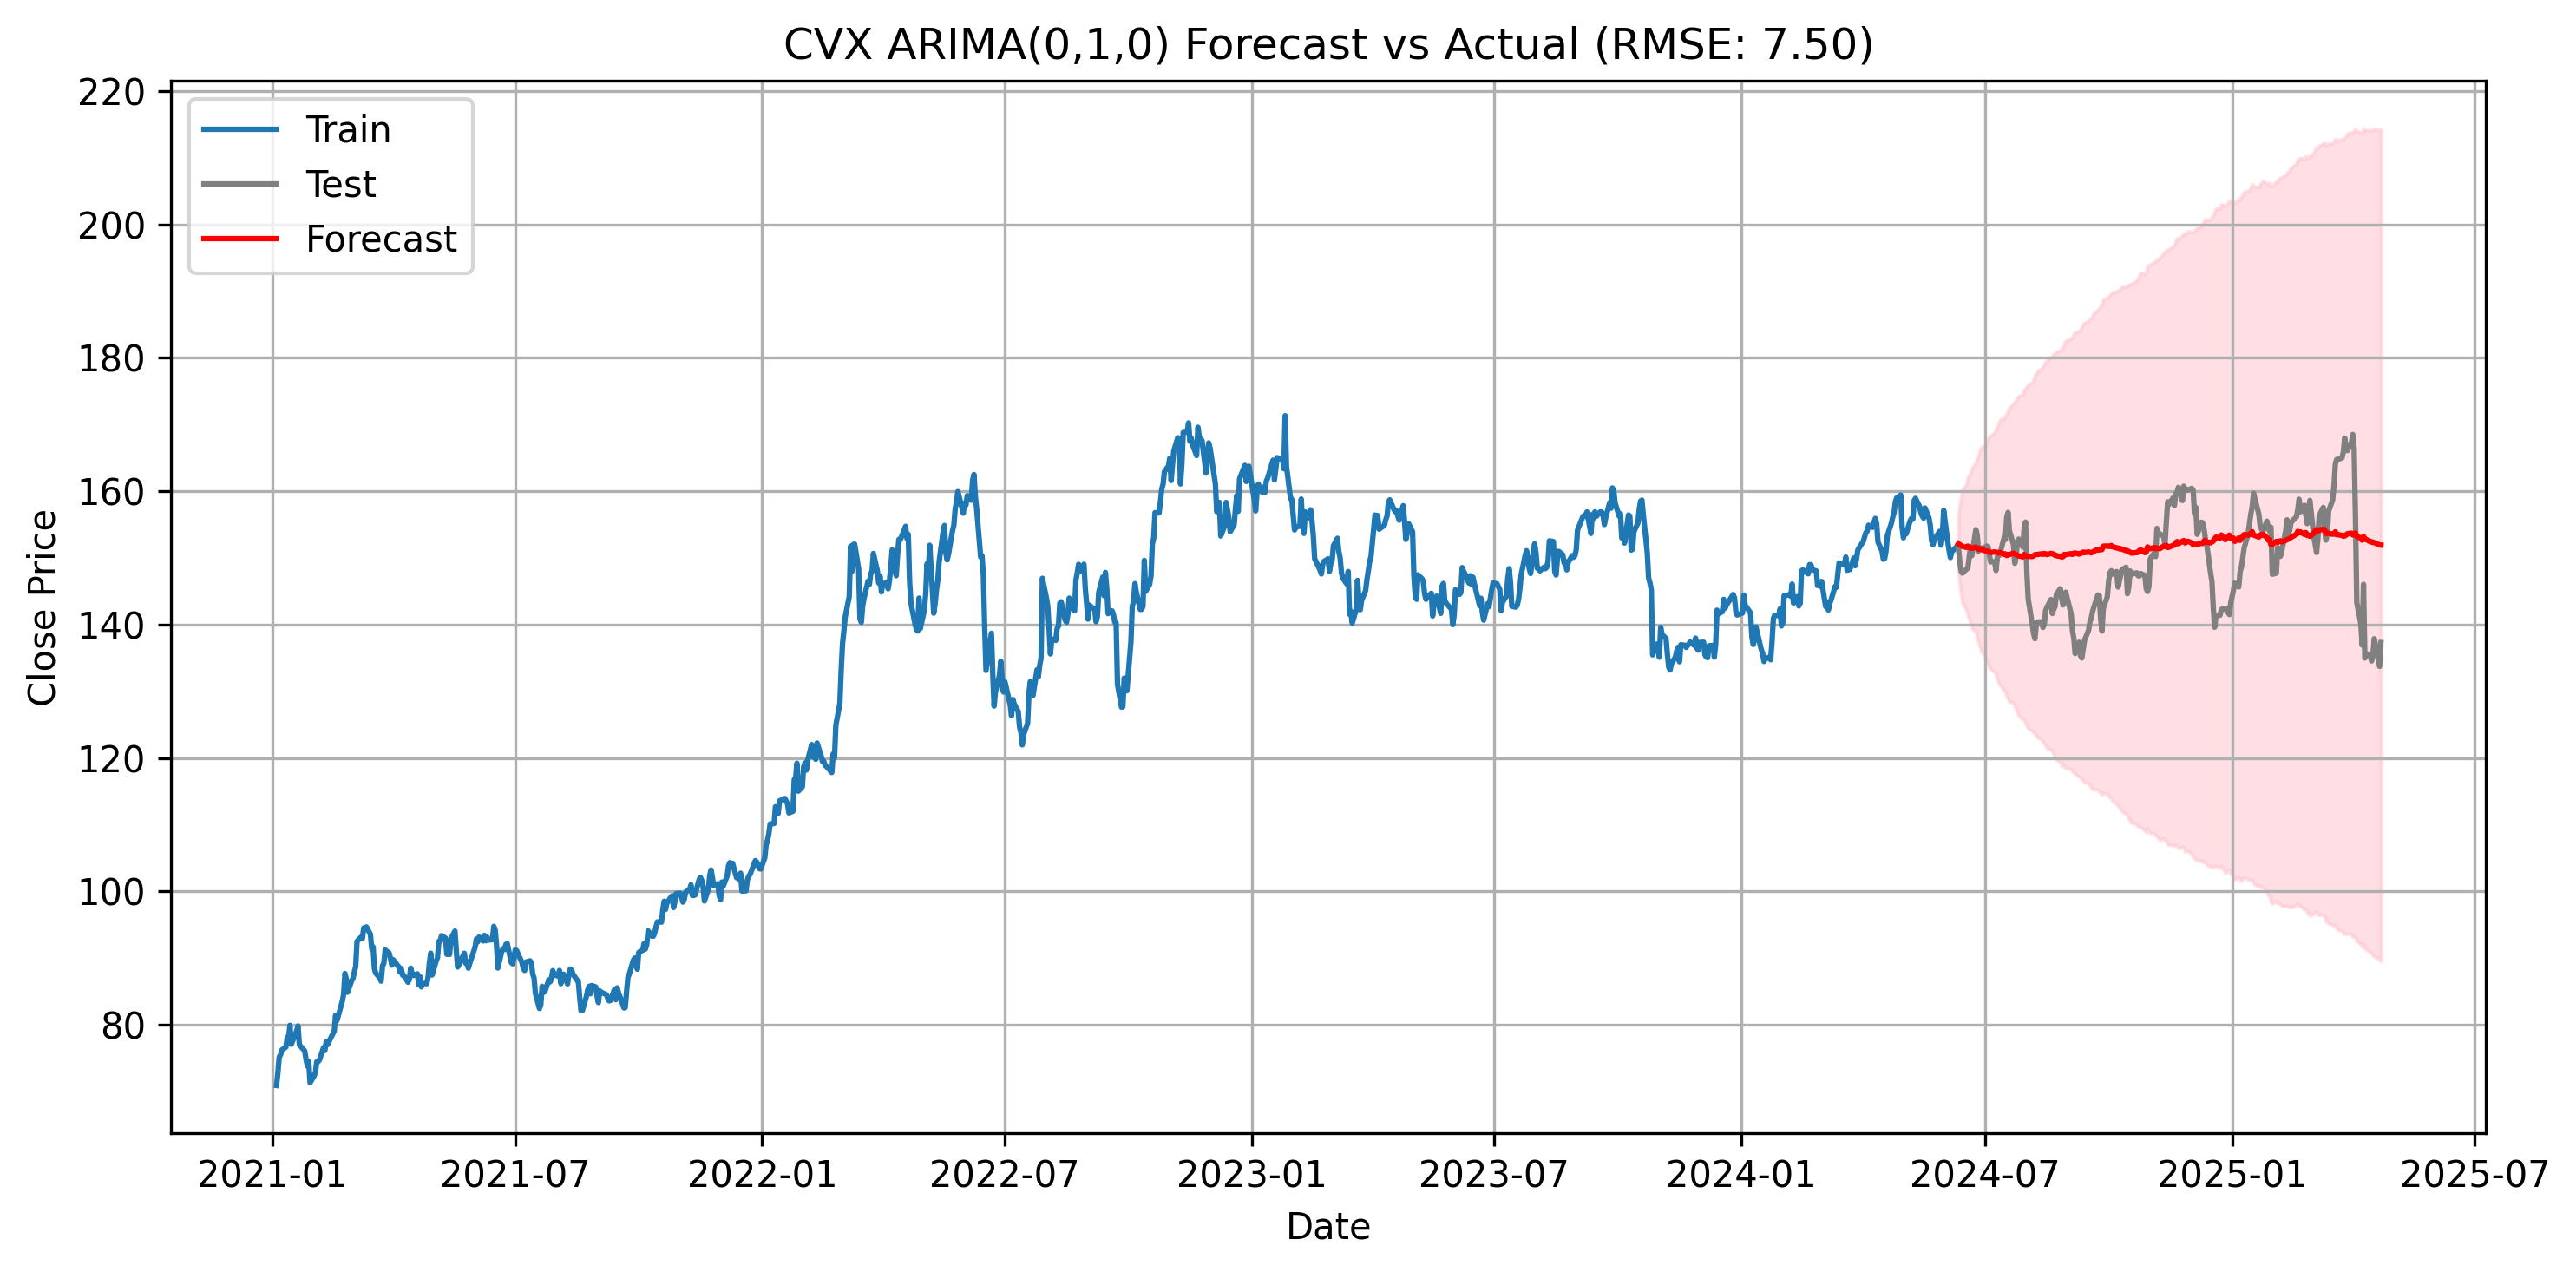 CVX ARIMA(0,1,0) Forecast vs Actual (RMSE: 7.50)
220
200
180
160
140
120
100
80
Close Price
Train
Test
Forecast
2021-01 2021-07 2022-01 2022-07 2023-01 2023-07 2024-01 2024-07 2025-01 2025-07
Date